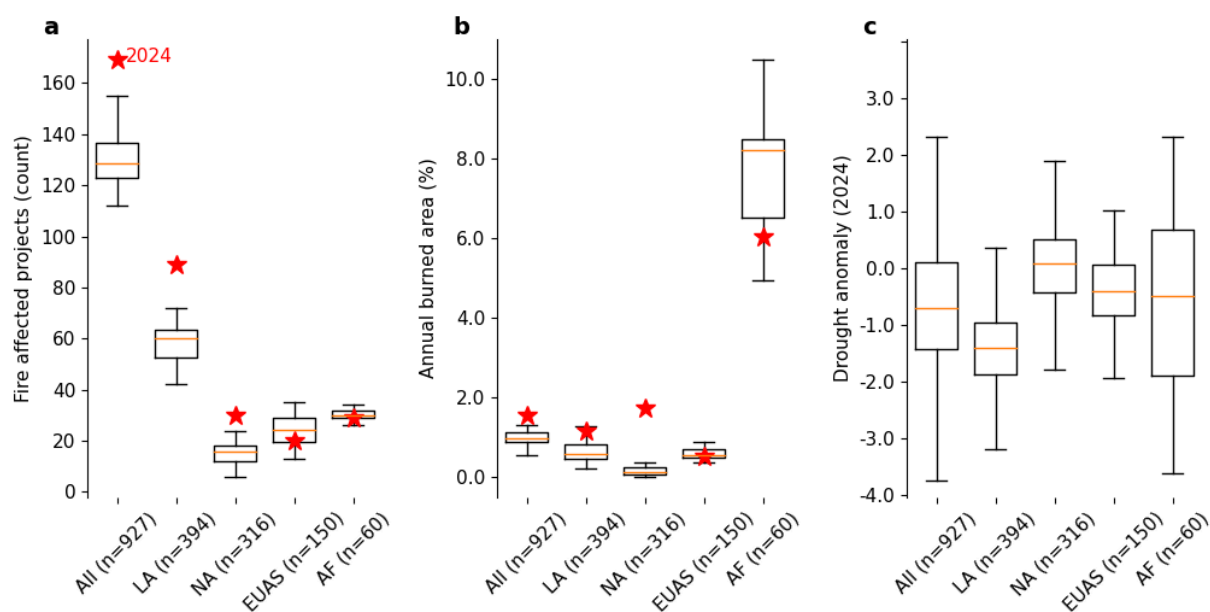 a
Fire affected projects (count)
160
140
120
100
80
60
40
20
0
2024
All (n=927)
LA (n=394)
NA (n=316)
EUAS (n=150)
AF (n=60)
b
Annual burned area (%)
10.0
8.0
6.0
4.0
2.0
0.0
All (n=927)
LA (n=394)
NA (n=316)
EUAS (n=150)
AF (n=60)
c
Drought anomaly (2024)
3.0
2.0
1.0
0.0
-1.0
-2.0
-3.0
-4.0
All (n=927)
LA (n=394)
NA (n=316)
EUAS (n=150)
AF (n=60)